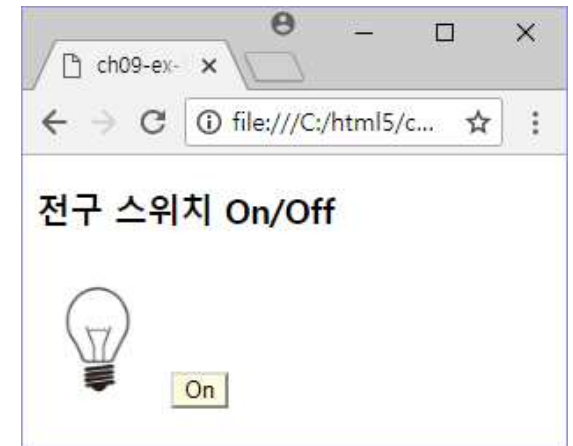 ch09-ex-
file:///C:/html5/c...
전구 스위치 On/Off
On